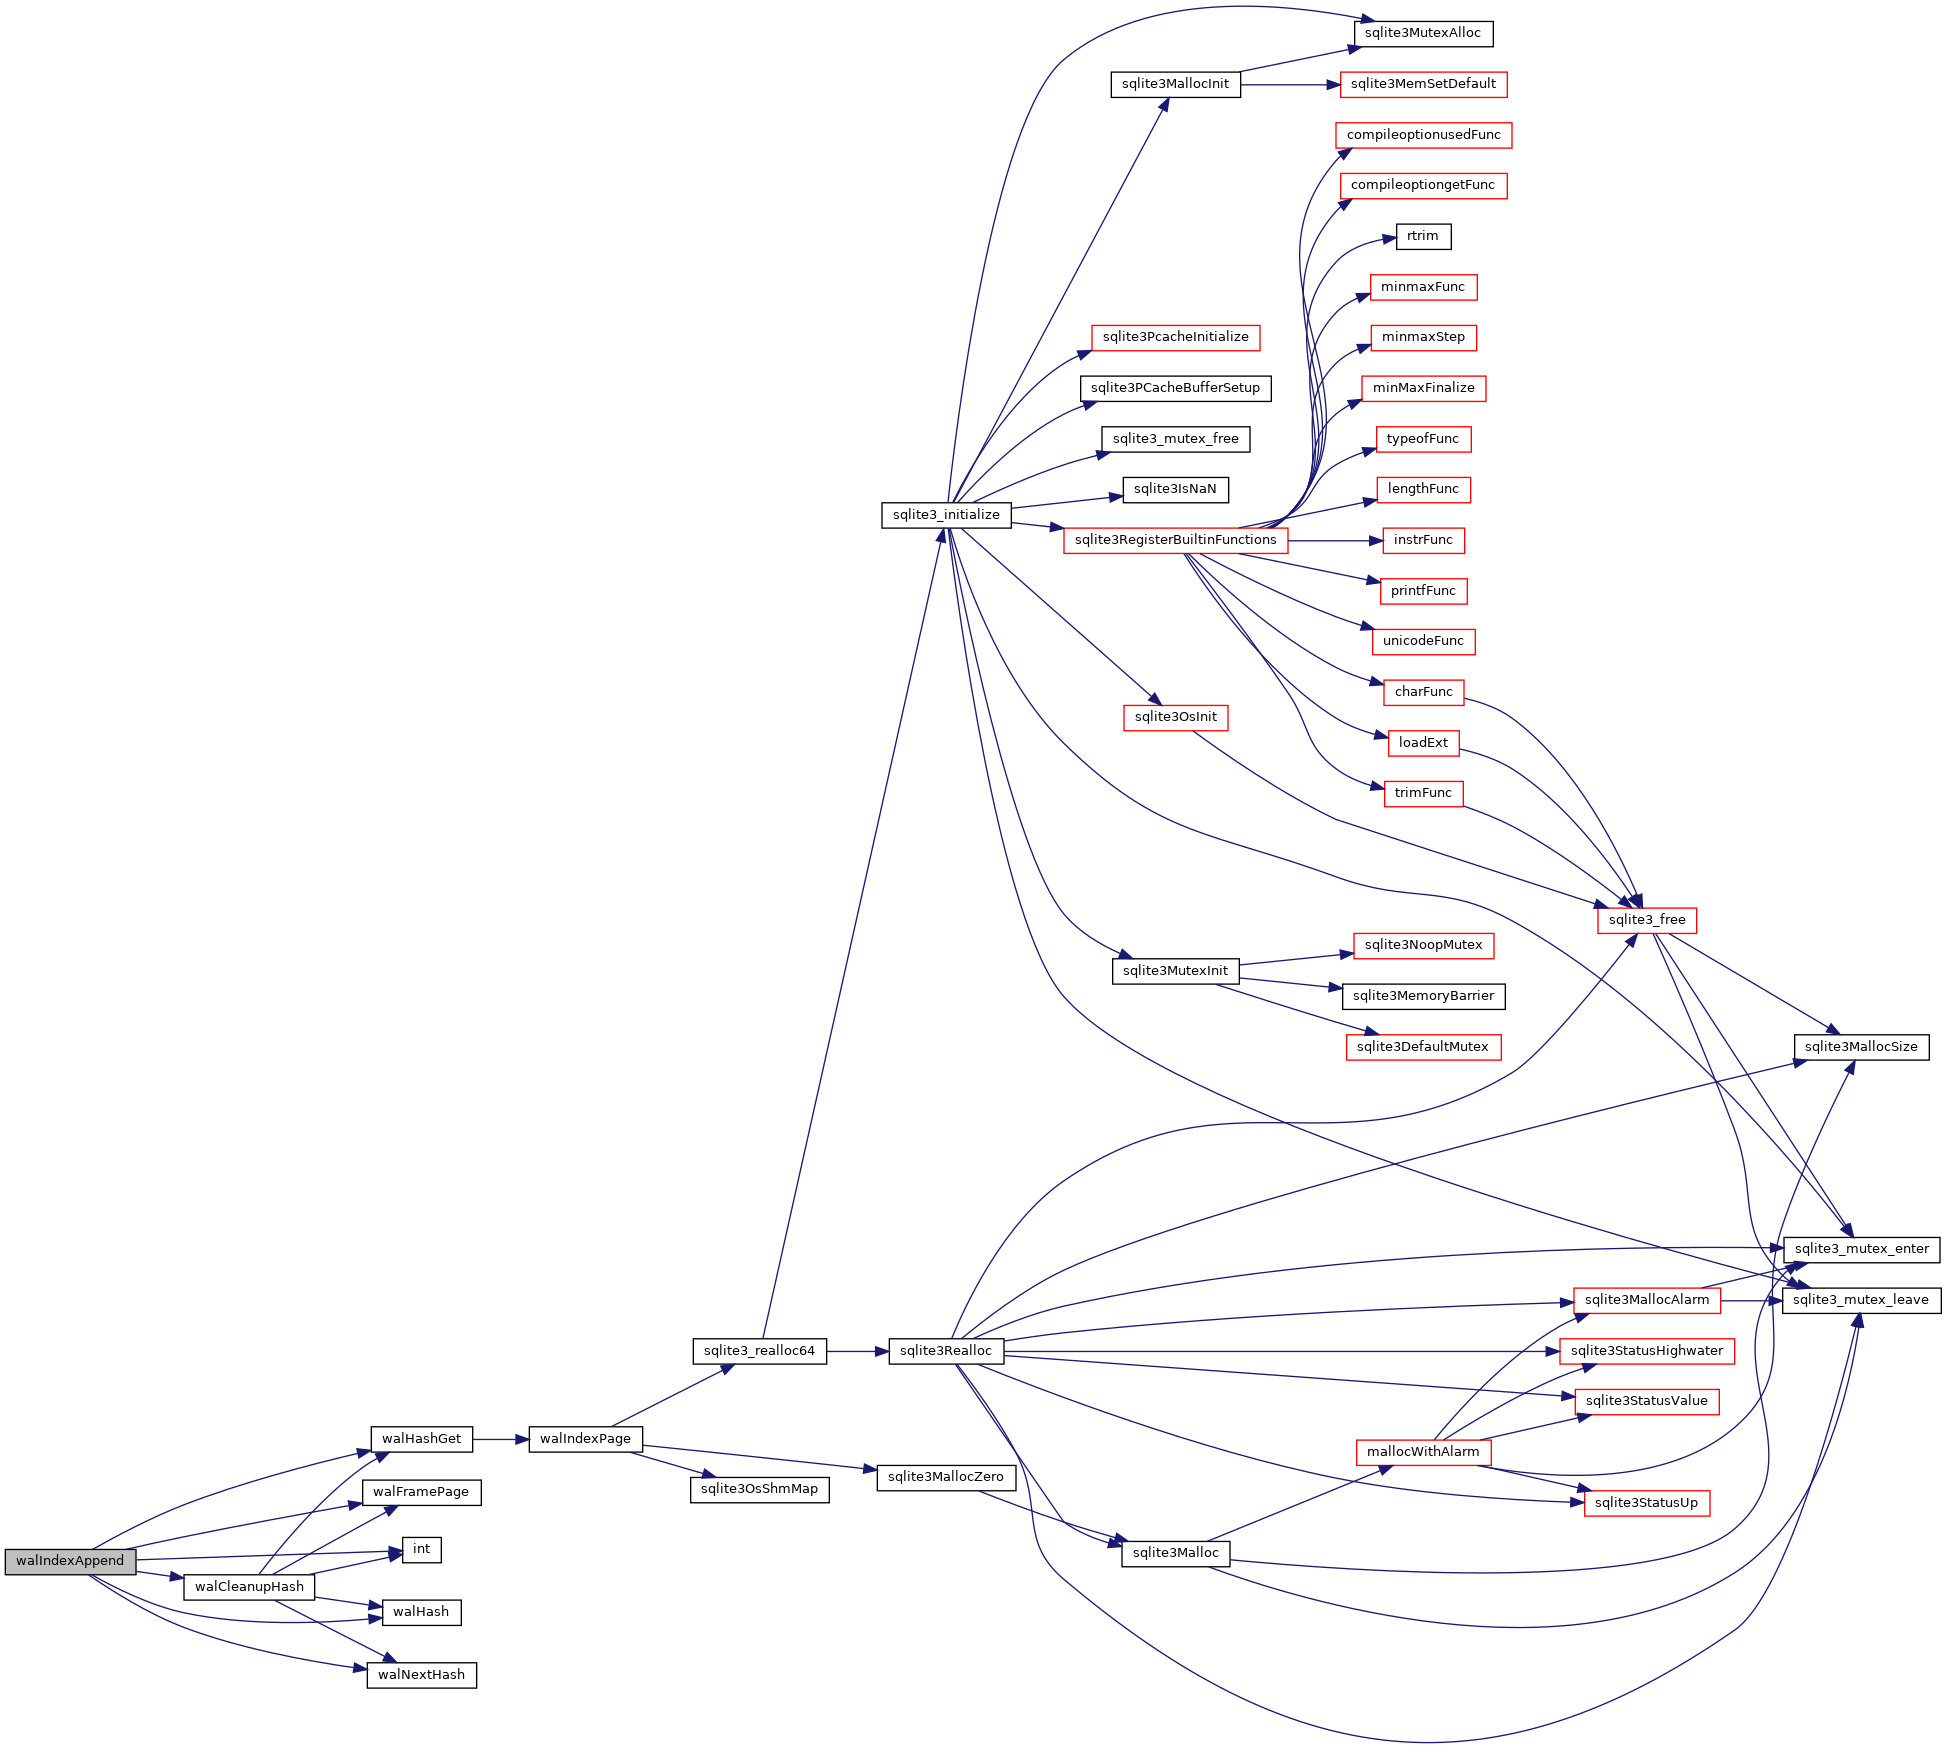 sqlite3MutexAlloc
sqlite3MallocInit
sqlite3MemSetDefault
compileoptionusedFunc
compileoptiongetFunc
rtrim
minmaxFunc
sqlite3PcacheInitialize
minmaxStep
sqlite3PCacheBufferSetup
minMaxFinalize
sqlite3_mutex_free
typeofFunc
sqlite3IsNaN
lengthFunc
sqlite3_initialize
sqlite3RegisterBuiltinFunctions
instrFunc
printfFunc
unicodeFunc
charFunc
sqlite3OsInit
loadExt
trimFunc
sqlite3_free
sqlite3NoopMutex
sqlite3MutexInit
sqlite3MemoryBarrier
sqlite3DefaultMutex
sqlite3MallocSize
sqlite3_mutex_enter
sqlite3MallocAlarm
sqlite3_mutex_leave
sqlite3_realloc64
sqlite3Realloc
sqlite3StatusHighwater
sqlite3StatusValue
walHashGet
walIndexPage
mallocWithAlarm
sqlite3MallocZero
walFramePage
sqlite3OsShmMap
sqlite3StatusUp
int
sqlite3Malloc
walIndexAppend
walCleanupHash
walHash
walNextHash